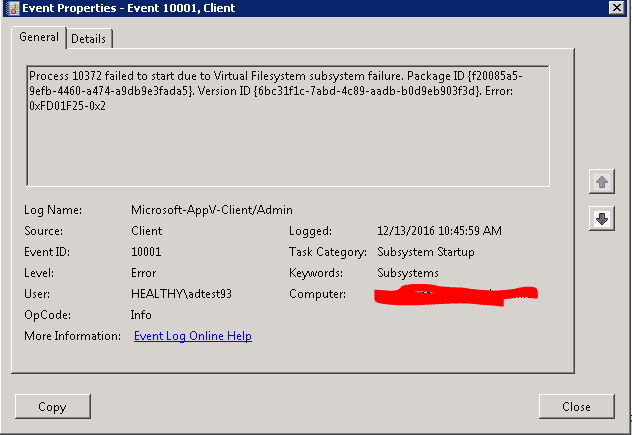 Event Properties - Event 10001, Client
General Details
Process 10372 failed to start due to Virtual Filesystem subsystem failure. Package ID {f20085a5-
9efb-4460-a474-a9db9e3fada5}. Version ID {6bc31f1c-7abd-4c89-aadb-b0d9eb903f3d}. Error:
0xFD01F25-0x2
Log Name: Microsoft-AppV-Client/Admin
Source: Client Logged: 12/13/2016 10:45:59 AM
Event ID: 10001 Task Category: Subsystem Startup
Level: Error Keywords: Subsystems
User: HEALTHY\adtest93 Computer:
OpCode: Info
More Information: Event Log Online Help
Copy Close